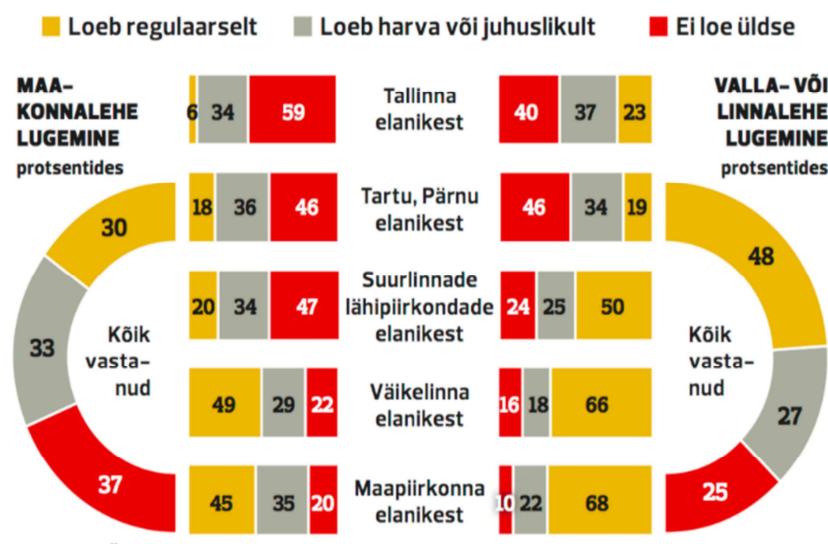 Loeb regulaarselt Loeb harva või juhuslikult Ei loe üldse
MAA-
KONNALEHE
LUGEMINE
protsentides
30
33
37
Kõik
vasta-
nud
6 34 59
Tallinna
elanikest
40 37 23
18 36 46
Tartu, Pärnu
elanikest
46 34 19
20 34 47
Suurlinnade
lähipiirkondade
elanikest
24 25 50
49 29 22
Väikelinna
elanikest
16 18 66
45 35 20
Maapiirkonna
elanikest
10 22 68
VALLA- VÕI
LINNALEHE
LUGEMINE
protsentides
48
27
25
Kõik
vasta-
nud